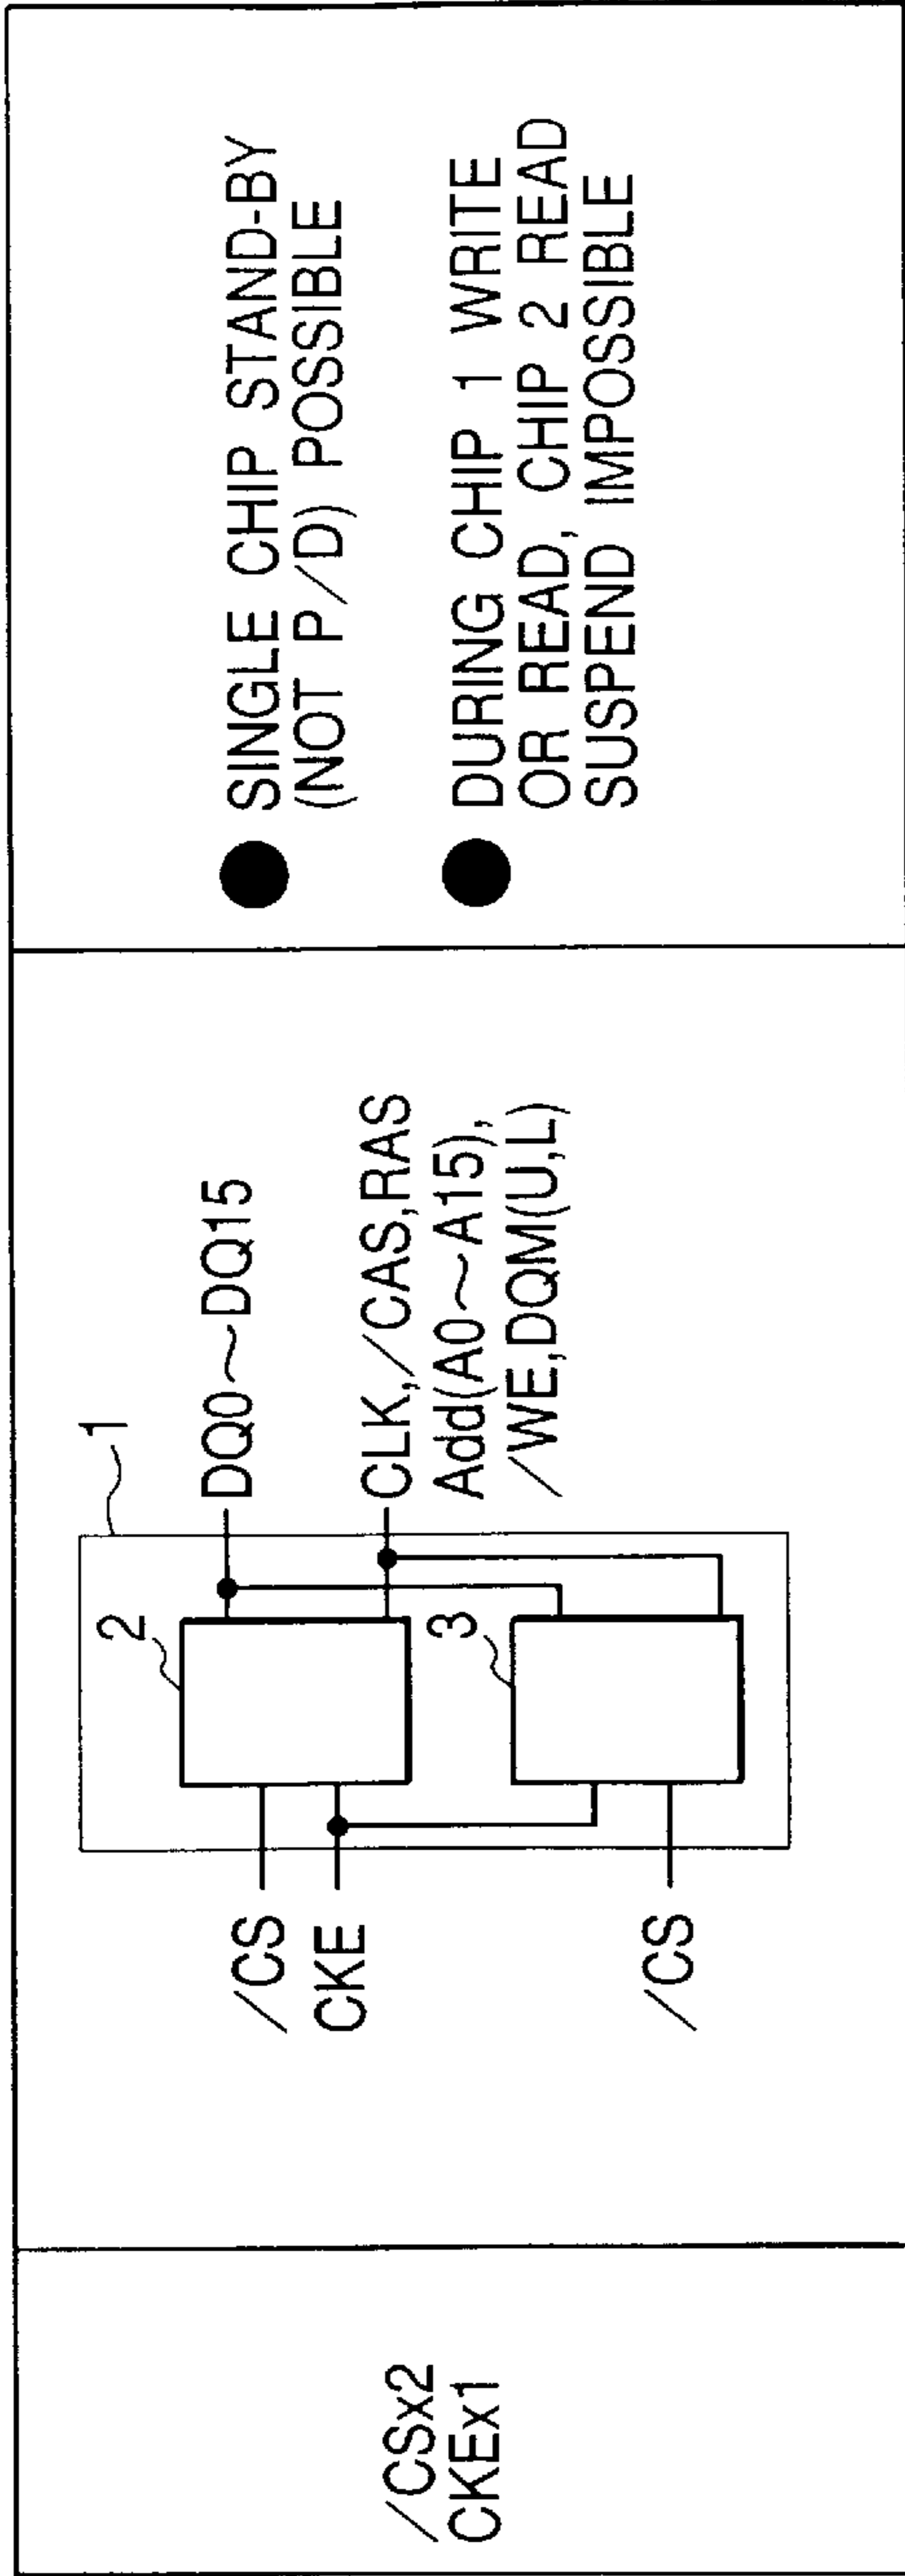 /CSx2
CKEx1
/CS
CKE
/CS
1
2
3
DQ0~DQ15
CLK,/CAS,RAS
Add(A0~A15),
/WE,DQM(U,L)
● SINGLE CHIP STAND-BY
(NOT P/D) POSSIBLE
● DURING CHIP 1 WRITE
OR READ, CHIP 2 READ
SUSPEND IMPOSSIBLE